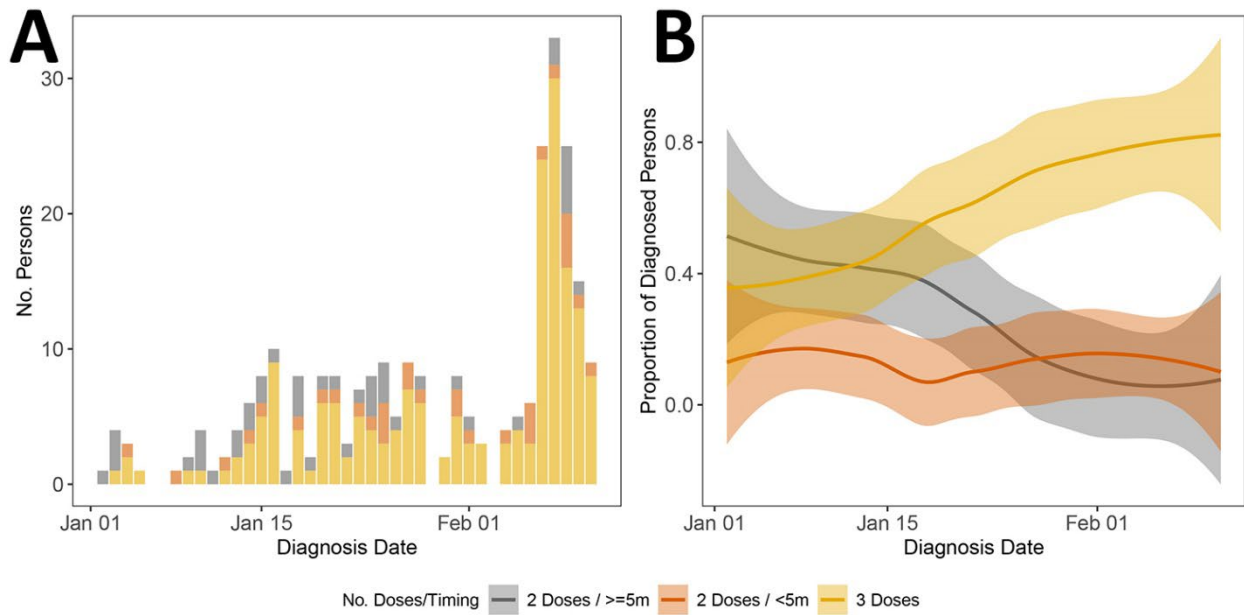 A
B
No. Persons
30
20
10
0
Jan 01
Jan 15
Feb 01
Diagnosis Date
Proportion of Diagnosed Persons
0.8
0.4
0.0
Jan 01
Jan 15
Feb 01
Diagnosis Date
No. Doses/Timing 2 Doses / >=5m 2 Doses / <5m 3 Doses